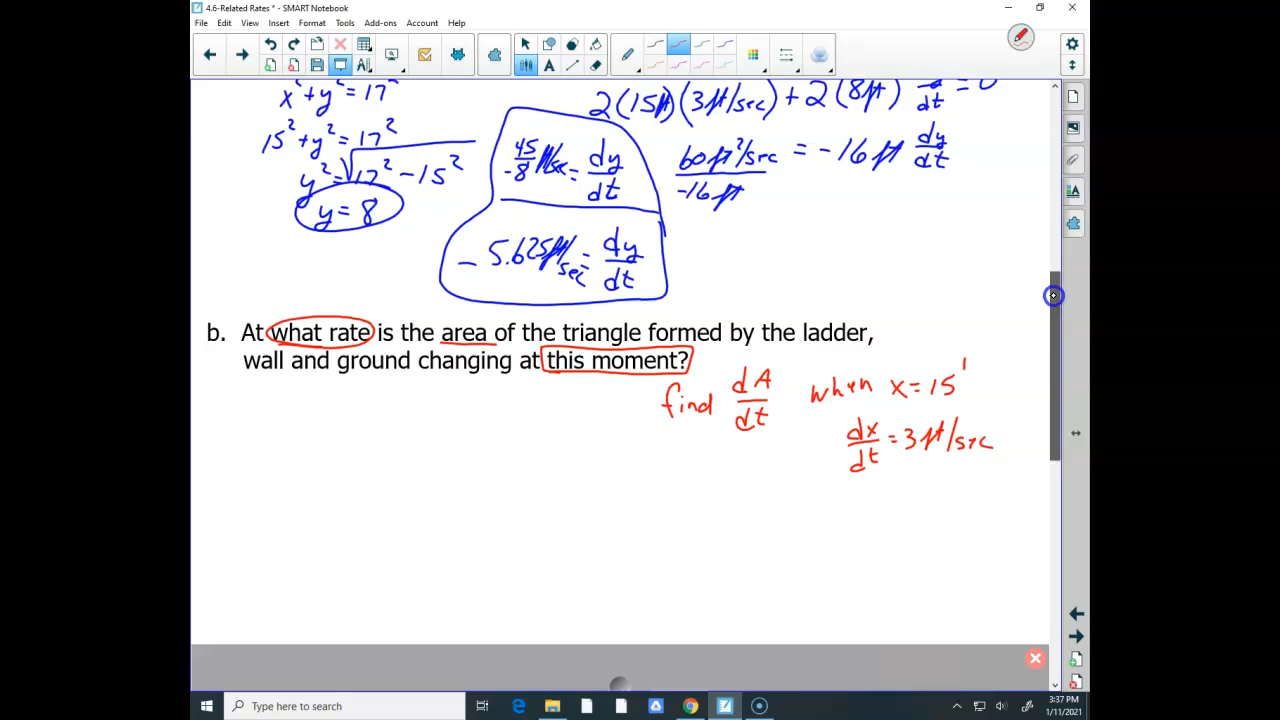 4.6-Related Rates * - SMART Notebook
File Edit View Insert Format Tools Add-ons Account Help
x² + y² = 17²
2(15ft)(3ft/sec) + 2(8ft) dy/dt = 0
15² + y² = 17²
y² = √17² - 15²
y = 8
45/-8 ft/sec = dy/dt
60ft²/sec / -16ft = -16ft dy/dt
- 5.625ft/sec = dy/dt
b. At what rate is the area of the triangle formed by the ladder,
wall and ground changing at this moment?
find dA/dt when x = 15'
dx/dt = 3ft/sec
Type here to search
3:37 PM
1/11/2021